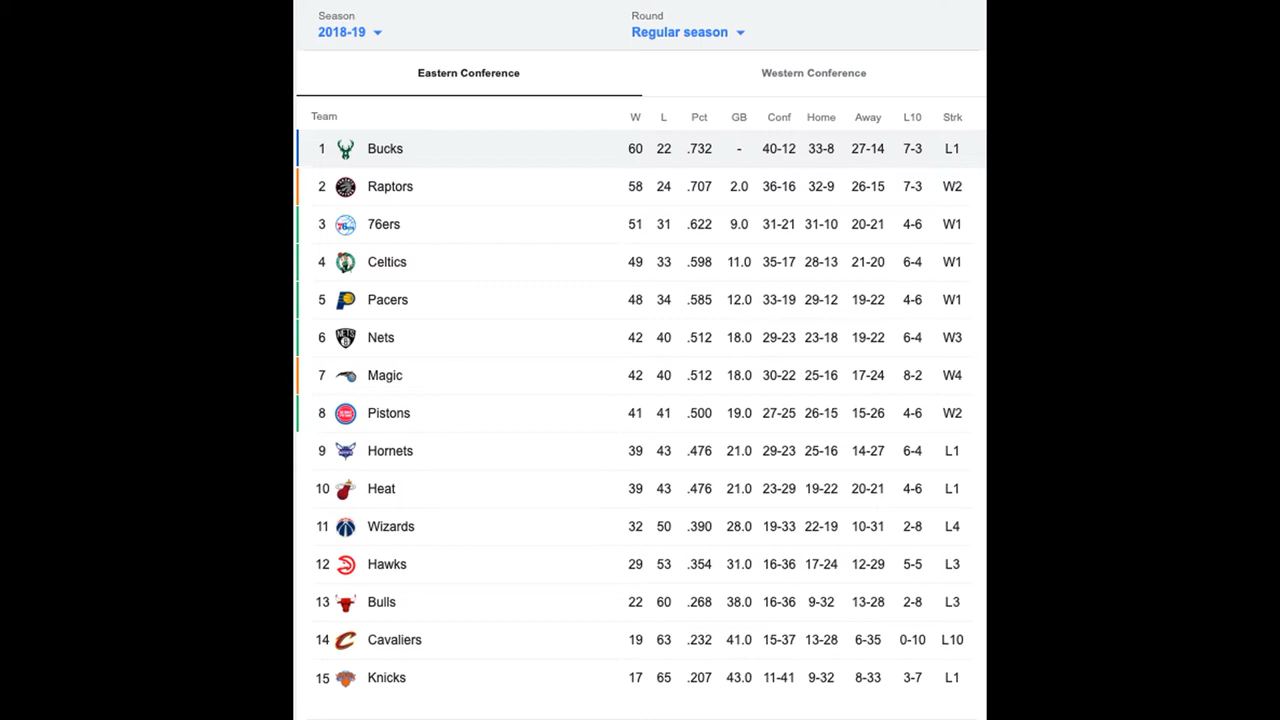 Season Round
2018-19 Regular season
Eastern Conference Western Conference
Team W L Pct GB Conf Home Away L10 Strk
1 Bucks 60 22 .732 - 40-12 33-8 27-14 7-3 L1
2 Raptors 58 24 .707 2.0 36-16 32-9 26-15 7-3 W2
3 76ers 51 31 .622 9.0 31-21 31-10 20-21 4-6 W1
4 Celtics 49 33 .598 11.0 35-17 28-13 21-20 6-4 W1
5 Pacers 48 34 .585 12.0 33-19 29-12 19-22 4-6 W1
6 Nets 42 40 .512 18.0 29-23 23-18 19-22 6-4 W3
7 Magic 42 40 .512 18.0 30-22 25-16 17-24 8-2 W4
8 Pistons 41 41 .500 19.0 27-25 26-15 15-26 4-6 W2
9 Hornets 39 43 .476 21.0 29-23 25-16 14-27 6-4 L1
10 Heat 39 43 .476 21.0 23-29 19-22 20-21 4-6 L1
11 Wizards 32 50 .390 28.0 19-33 22-19 10-31 2-8 L4
12 Hawks 29 53 .354 31.0 16-36 17-24 12-29 5-5 L3
13 Bulls 22 60 .268 38.0 16-36 9-32 13-28 2-8 L3
14 Cavaliers 19 63 .232 41.0 15-37 13-28 6-35 0-10 L10
15 Knicks 17 65 .207 43.0 11-41 9-32 8-33 3-7 L1